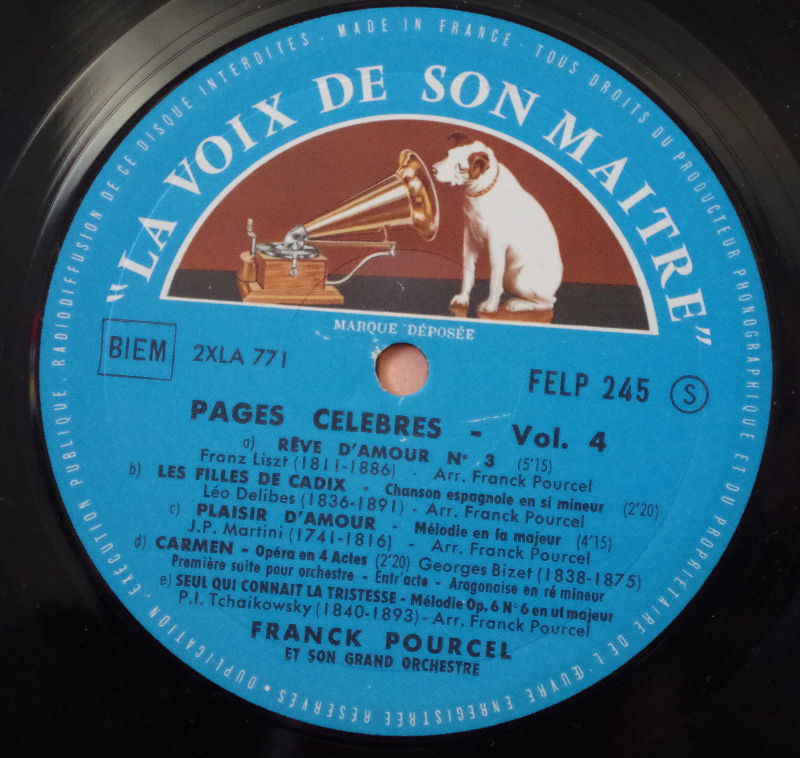 DUPLICATION, EXÉCUTION PUBLIQUE, RADIODIFFUSION DE CE DISQUE INTERDITES . MADE IN FRANCE . TOUS DROITS DU PRODUCTEUR PHONOGRAPHIQUE ET DU PROPRIETAIRE DE L'ŒUVRE ENREGISTRÉE RÉSERVÉS •
"LA VOIX DE SON MAITRE"
MARQUE DÉPOSÉE
BIEM 2XLA 771
FELP 245 S
PAGES CELEBRES - Vol. 4
a) RÊVE D'AMOUR N° 3 (5'15)
Franz Liszt (1811-1886) - Arr. Franck Pourcel
b) LES FILLES DE CADIX - Chanson espagnole en si mineur (2'20)
Léo Delibes (1836-1891) - Arr. Franck Pourcel
c) PLAISIR D'AMOUR - Mélodie en fa majeur (4'15)
J.P. Martini (1741-1816) - Arr. Franck Pourcel
d) CARMEN - Opéra en 4 Actes (2'20) Georges Bizet (1838-1875)
Première suite pour orchestre - Entr'acte - Aragonaise en ré mineur
e) SEUL QUI CONNAIT LA TRISTESSE - Mélodie Op. 6 N° 6 en ut majeur
P.I. Tchaikowsky (1840-1893) - Arr. Franck Pourcel
FRANCK POURCEL
ET SON GRAND ORCHESTRE